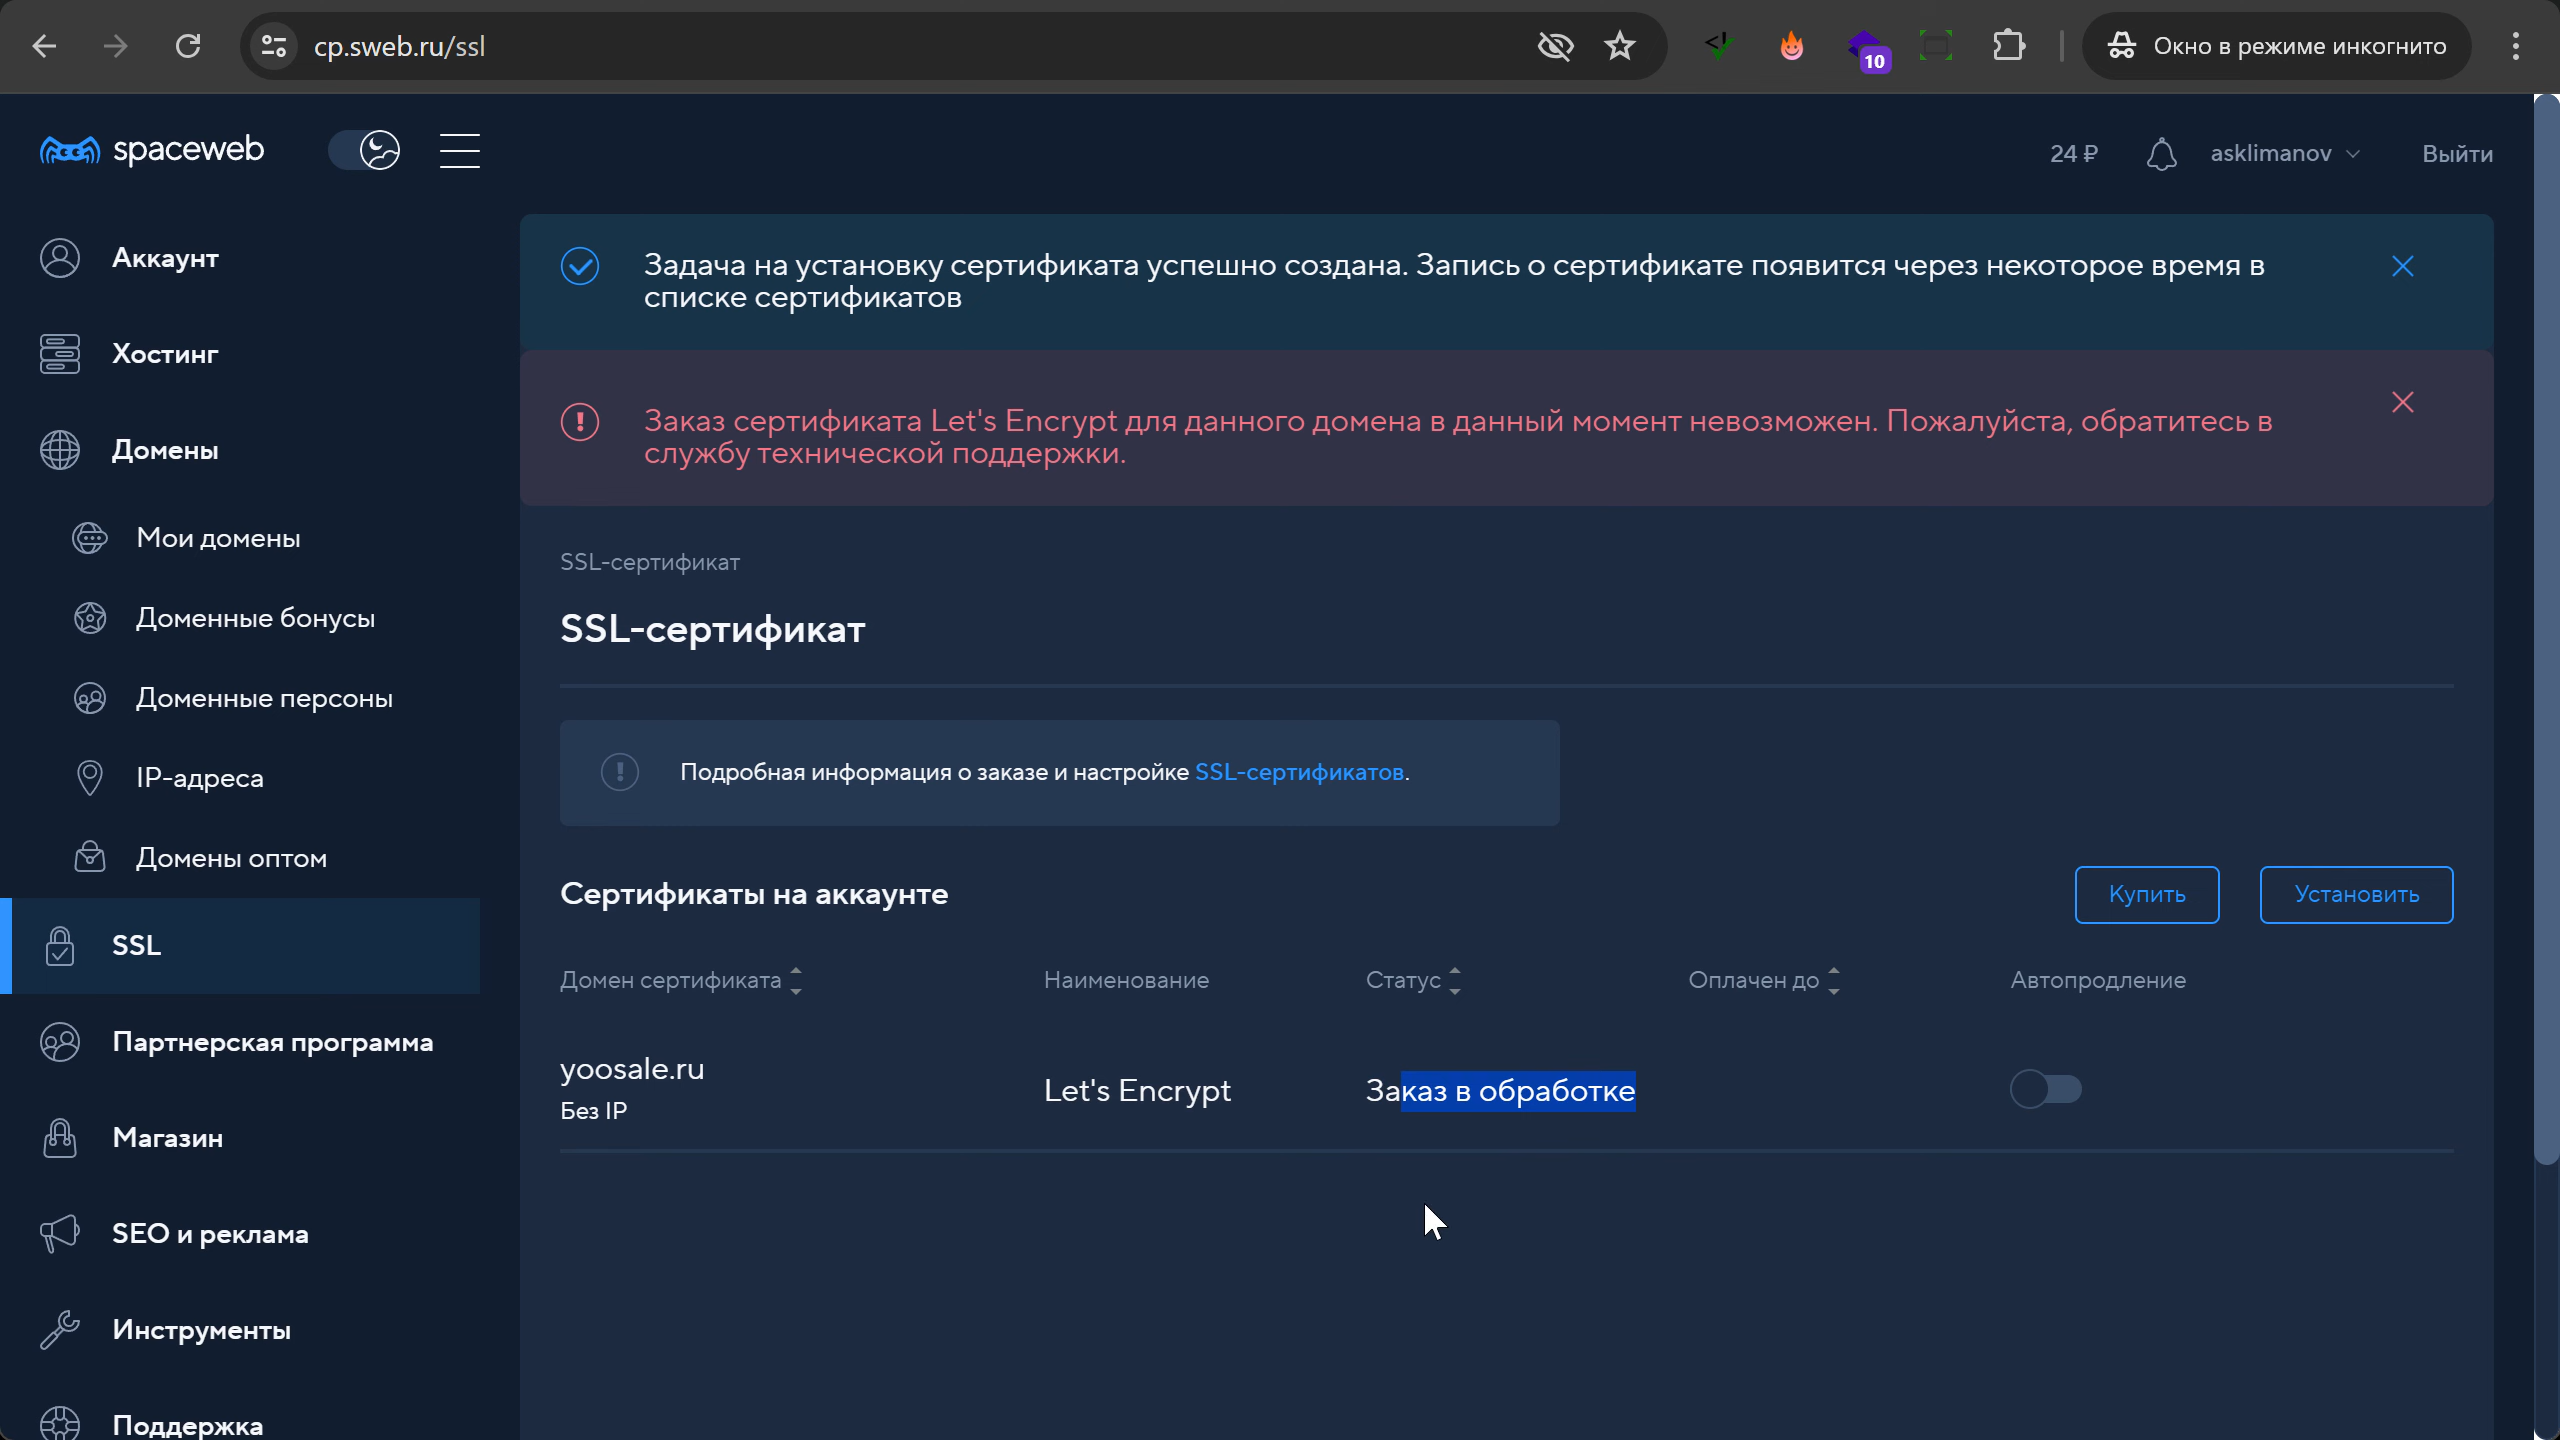 cp.sweb.ru/ssl
10
Окно в режиме инкогнито
spaceweb
24 ₽
asklimanov
Выйти
Аккаунт
Хостинг
Домены
Мои домены
Доменные бонусы
Доменные персоны
IP-адреса
Домены оптом
SSL
Партнерская программа
Магазин
SEO и реклама
Инструменты
Поддержка
Задача на установку сертификата успешно создана. Запись о сертификате появится через некоторое время в
списке сертификатов
Заказ сертификата Let's Encrypt для данного домена в данный момент невозможен. Пожалуйста, обратитесь в
службу технической поддержки.
SSL-сертификат
SSL-сертификат
Подробная информация о заказе и настройке SSL-сертификатов.
Сертификаты на аккаунте
Купить
Установить
Домен сертификата
Наименование
Статус
Оплачен до
Автопродление
yoosale.ru
Без IP
Let's Encrypt
Заказ в обработке